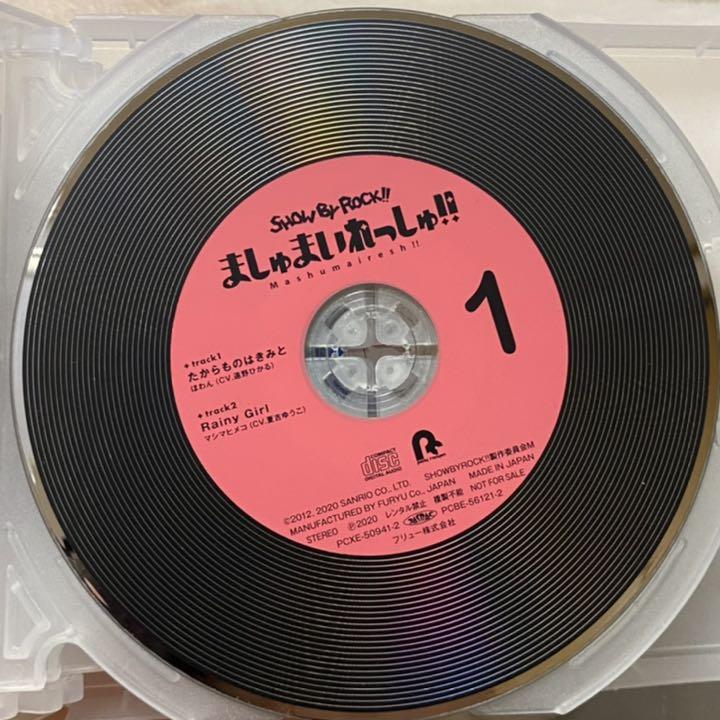 SHOW BY ROCK!!
ましゅまいれっしゅ!!
Mashumairesh!!
1
+track1
たからものはきみと
ほわん (CV.遠野ひかる)
+track2
Rainy Girl
マシマヒメコ (CV.夏吉ゆうこ)
COMPACT
disc
DIGITAL AUDIO
©2012, 2020 SANRIO CO., LTD. SHOWBYROCK!!製作委員会M
MANUFACTURED BY FURYU Co., JAPAN MADE IN JAPAN
STEREO ℗2020 レンタル禁止 複製不能 NOT FOR SALE
PCXE-50941-2 PCBE-56121-2
フリュー株式会社